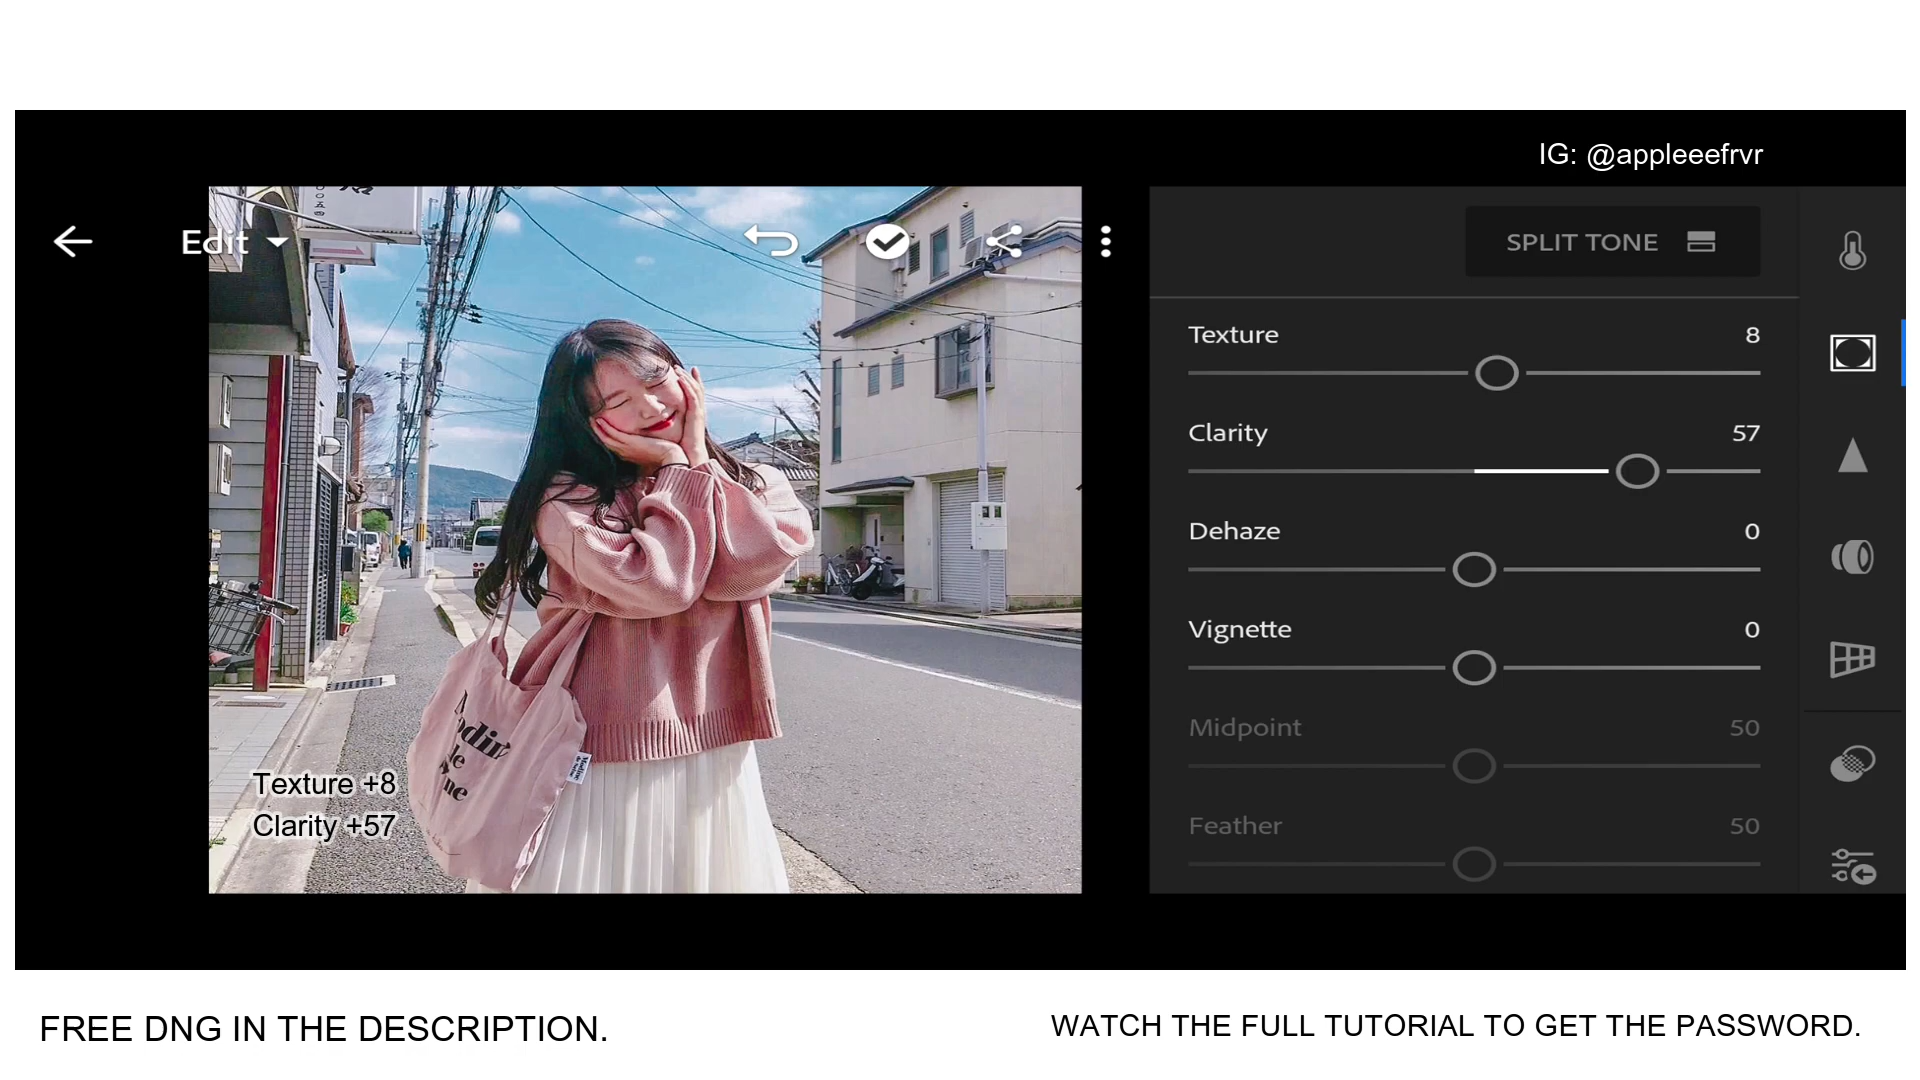 IG: @appleeefrvr
Edit
SPLIT TONE
Texture 8
Clarity 57
Dehaze 0
Vignette 0
Midpoint 50
Feather 50
Texture +8
Clarity +57
FREE DNG IN THE DESCRIPTION.
WATCH THE FULL TUTORIAL TO GET THE PASSWORD.